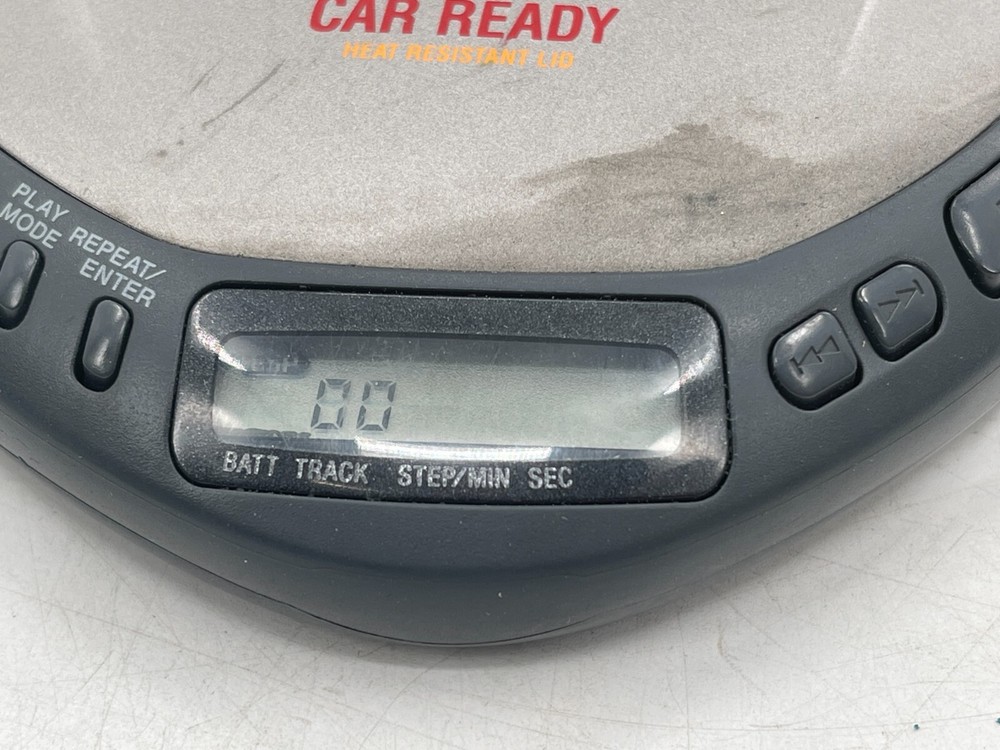 CAR READY
HEAT RESISTANT LID
PLAY
MODE
REPEAT/
ENTER
00
BATT TRACK STEP/MIN SEC